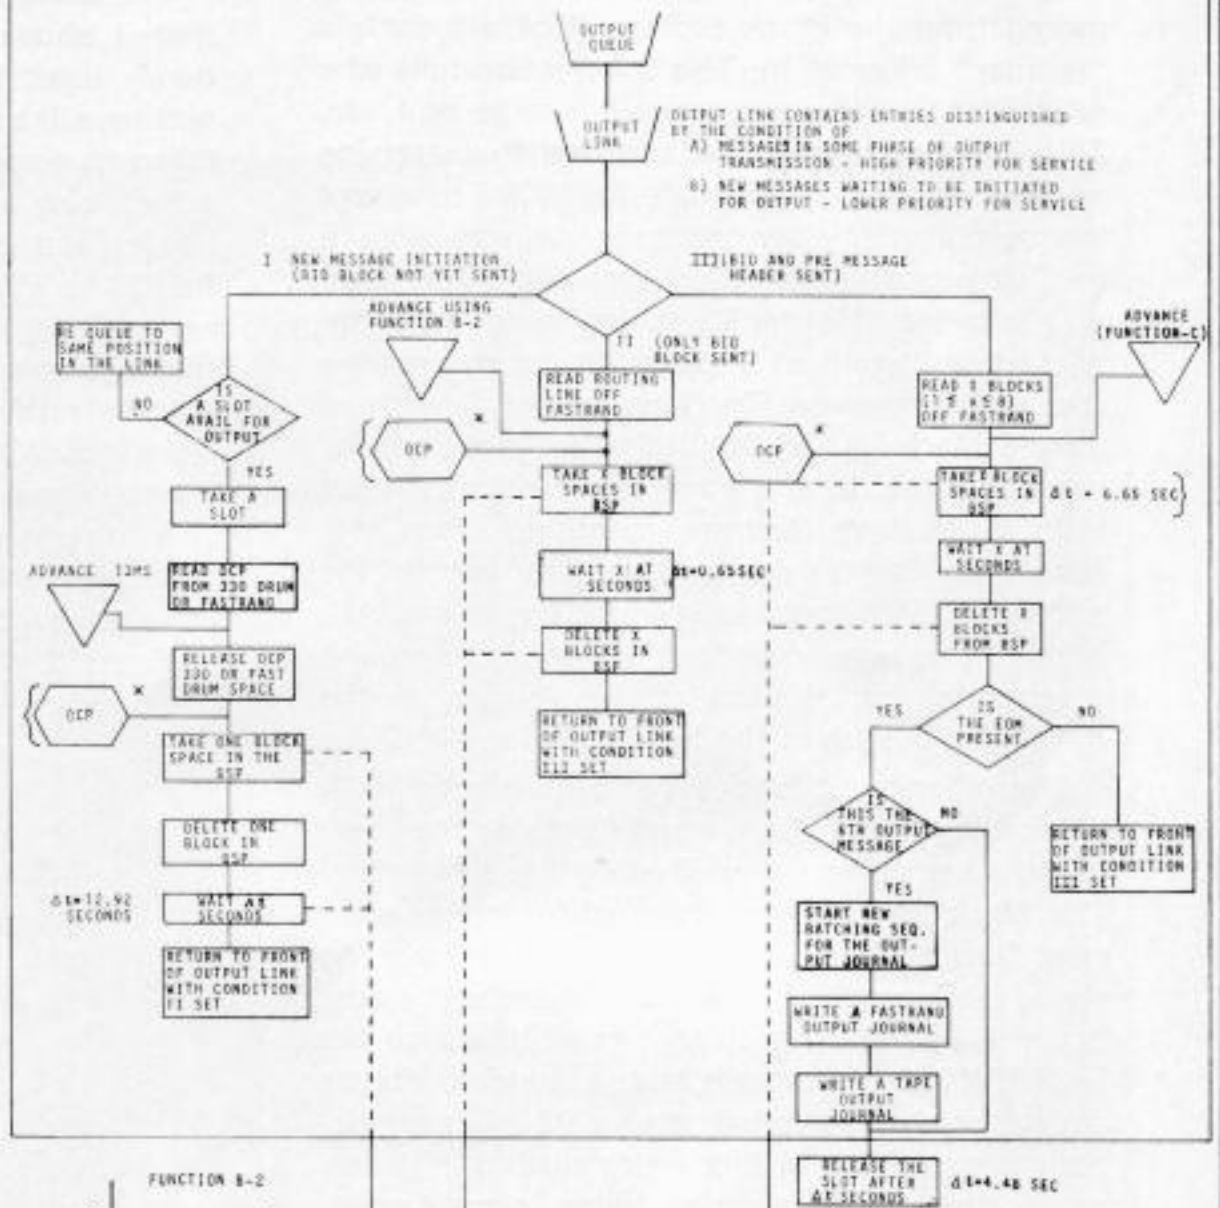 OUTPUT
QUEUE
OUTPUT
LINK
OUTPUT LINK CONTAINS ENTRIES DISTINGUISHED
BY THE CONDITION OF
A) MESSAGES IN SOME PHASE OF OUTPUT
TRANSMISSION - HIGH PRIORITY FOR SERVICE
B) NEW MESSAGES WAITING TO BE INITIATED
FOR OUTPUT - LOWER PRIORITY FOR SERVICE
I NEW MESSAGE INITIATION
(BID BLOCK NOT YET SENT)
III(BID AND PRE MESSAGE
HEADER SENT)
II (ONLY BID
BLOCK SENT)
RE QUEUE TO
SAME POSITION
IN THE LINK
NO
IS
A SLOT
AVAIL FOR
OUTPUT
YES
TAKE A
SLOT
ADVANCE 13MS
READ OCP
FROM 330 DRUM
OR FASTRAND
RELEASE OCP
330 OR FAST
DRUM SPACE
OCP
*
TAKE ONE BLOCK
SPACE IN THE
BSP
DELETE ONE
BLOCK IN
BSP
Δt=12.92
SECONDS
WAIT Δt
SECONDS
RETURN TO FRONT
OF OUTPUT LINK
WITH CONDITION
II SET
ADVANCE USING
FUNCTION B-2
READ ROUTING
LINE OFF
FASTRAND
*
OCP
TAKE X BLOCK
SPACES IN
BSP
WAIT X Δt
SECONDS
Δt=0.65SEC
DELETE X
BLOCKS IN
BSP
RETURN TO FRONT
OF OUTPUT LINK
WITH CONDITION
III SET
ADVANCE
(FUNCTION-C)
READ X BLOCKS
(1 ≤ x ≤ 8)
OFF FASTRAND
*
OCP
TAKE X BLOCK
SPACES IN
BSP
Δt = 6.65 SEC
WAIT X Δt
SECONDS
DELETE X
BLOCKS
FROM BSP
YES
IS
THE EOM
PRESENT
NO
IS
THIS THE
6TH OUTPUT
MESSAGE
NO
YES
RETURN TO FRONT
OF OUTPUT LINK
WITH CONDITION
III SET
START NEW
BATCHING SEQ.
FOR THE OUT-
PUT JOURNAL
WRITE A FASTRAND
OUTPUT JOURNAL
WRITE A TAPE
OUTPUT
JOURNAL
RELEASE THE
SLOT AFTER
Δt SECONDS
Δt=4.48 SEC
FUNCTION B-2